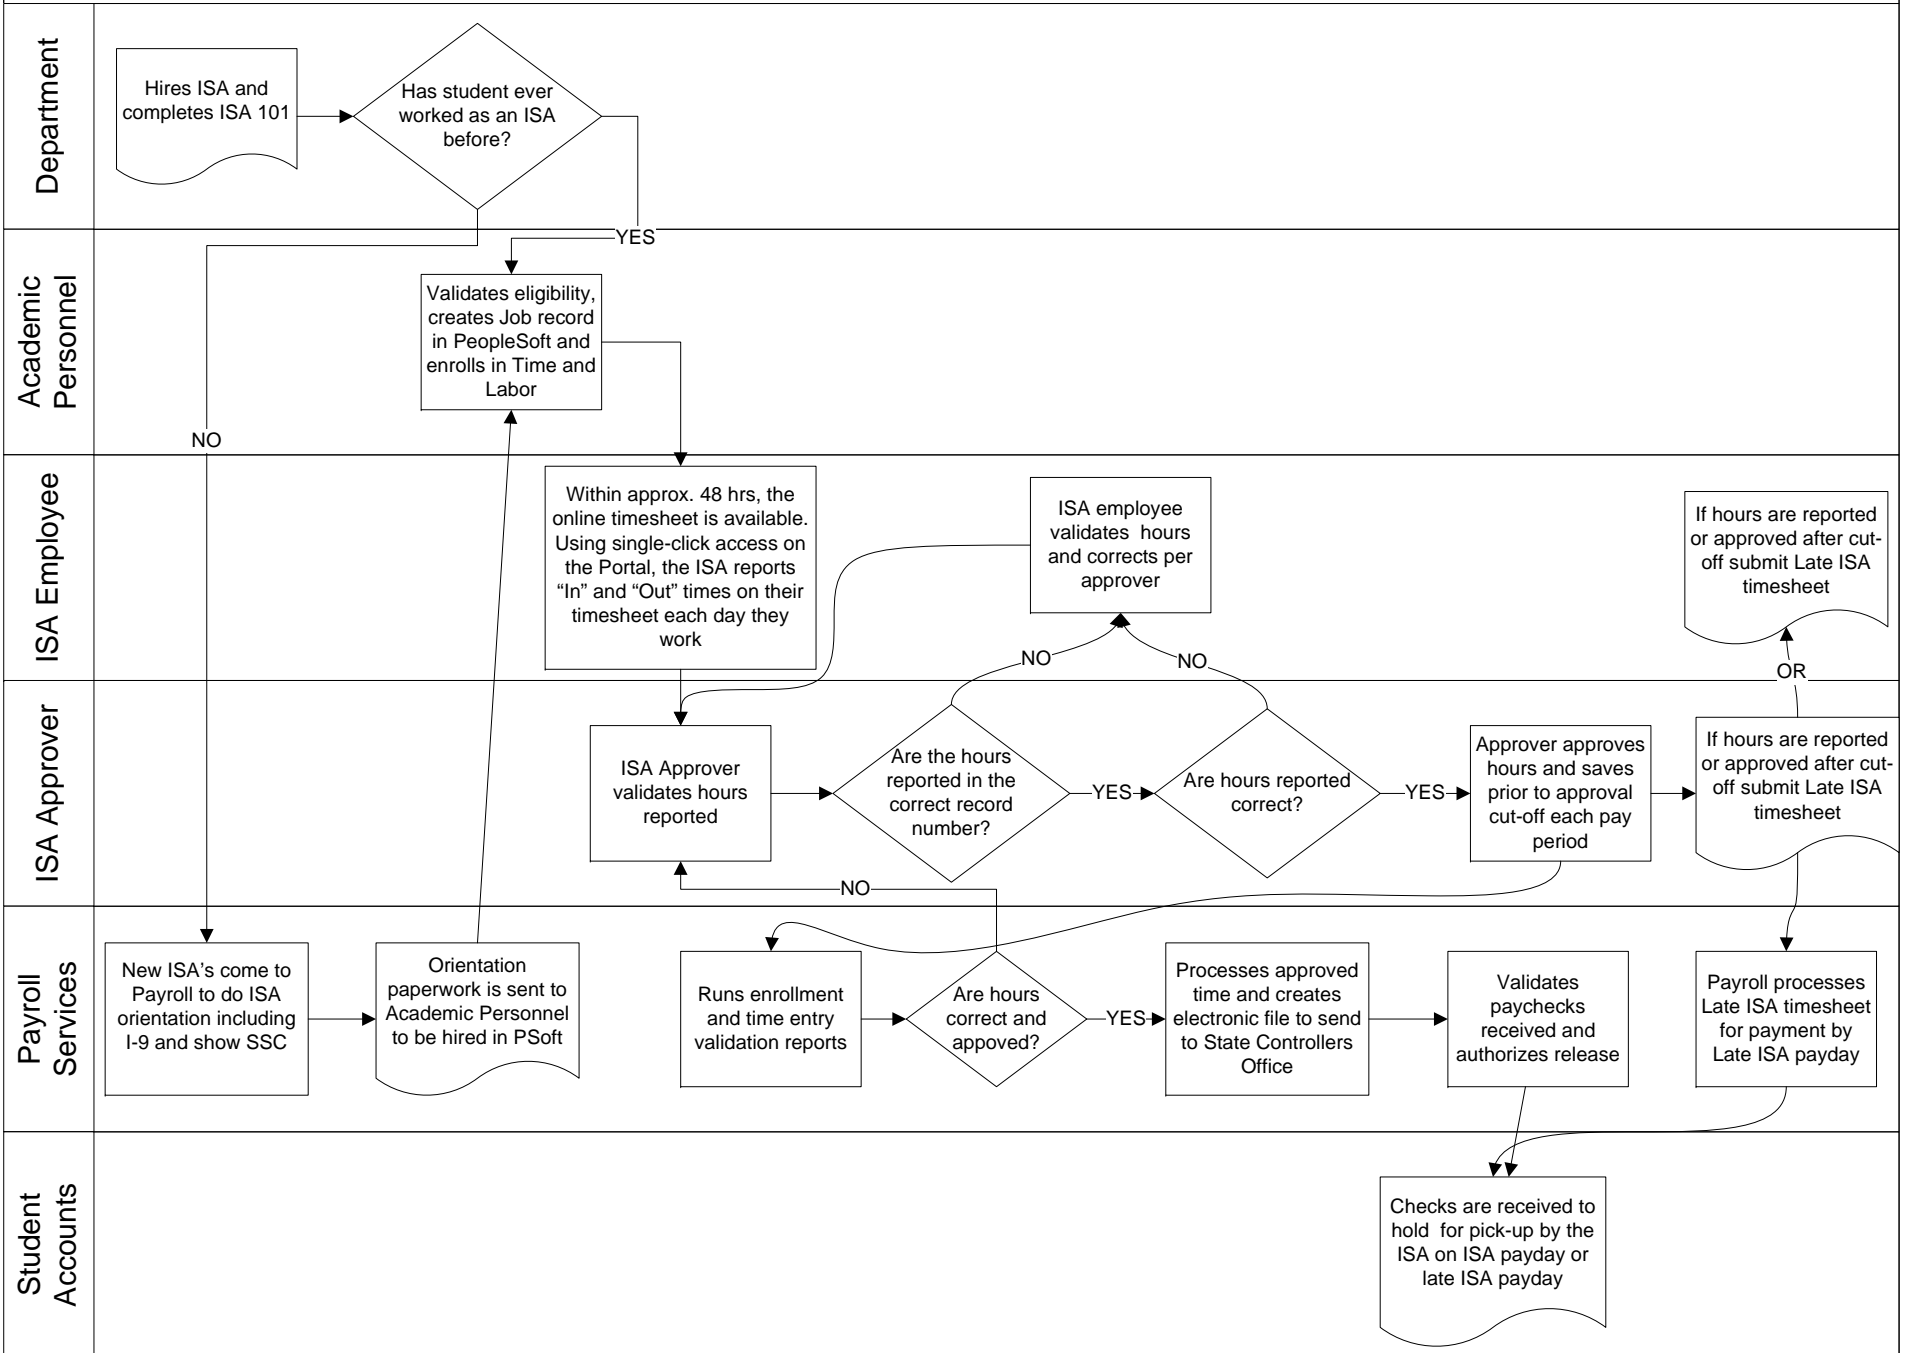 Department
Hires ISA and
completes ISA 101
Has student ever
worked as an ISA
before?
YES
Academic
Personnel
Validates eligibility,
creates Job record
in PeopleSoft and
enrolls in Time and
Labor
NO
ISA Employee
Within approx. 48 hrs, the
online timesheet is available.
Using single-click access on
the Portal, the ISA reports
“In” and “Out” times on their
timesheet each day they
work
ISA employee
validates hours
and corrects per
approver
If hours are reported
or approved after cut-
off submit Late ISA
timesheet
NO
NO
OR
ISA Approver
ISA Approver
validates hours
reported
Are the hours
reported in the
correct record
number?
YES
Are hours reported
correct?
YES
Approver approves
hours and saves
prior to approval
cut-off each pay
period
If hours are reported
or approved after cut-
off submit Late ISA
timesheet
NO
Payroll
Services
New ISA’s come to
Payroll to do ISA
orientation including
I-9 and show SSC
Orientation
paperwork is sent to
Academic Personnel
to be hired in PSoft
Runs enrollment
and time entry
validation reports
Are hours
correct and
appoved?
YES
Processes approved
time and creates
electronic file to send
to State Controllers
Office
Validates
paychecks
received and
authorizes release
Payroll processes
Late ISA timesheet
for payment by
Late ISA payday
Student
Accounts
Checks are received to
hold for pick-up by the
ISA on ISA payday or
late ISA payday